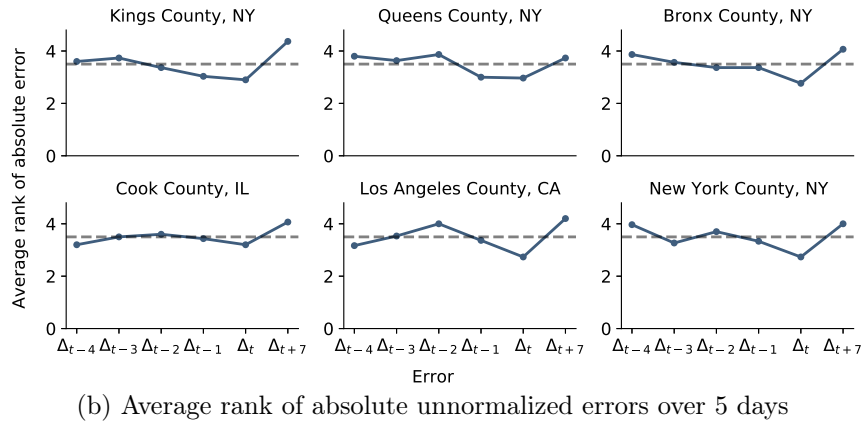 Kings County, NY
Queens County, NY
Bronx County, NY
Average rank of absolute error
4
2
0
4
2
0
4
2
0
Cook County, IL
Los Angeles County, CA
New York County, NY
4
2
0
4
2
0
4
2
0
Δt−4 Δt−3 Δt−2 Δt−1 Δt Δt+7
Δt−4 Δt−3 Δt−2 Δt−1 Δt Δt+7
Δt−4 Δt−3 Δt−2 Δt−1 Δt Δt+7
Error
(b) Average rank of absolute unnormalized errors over 5 days